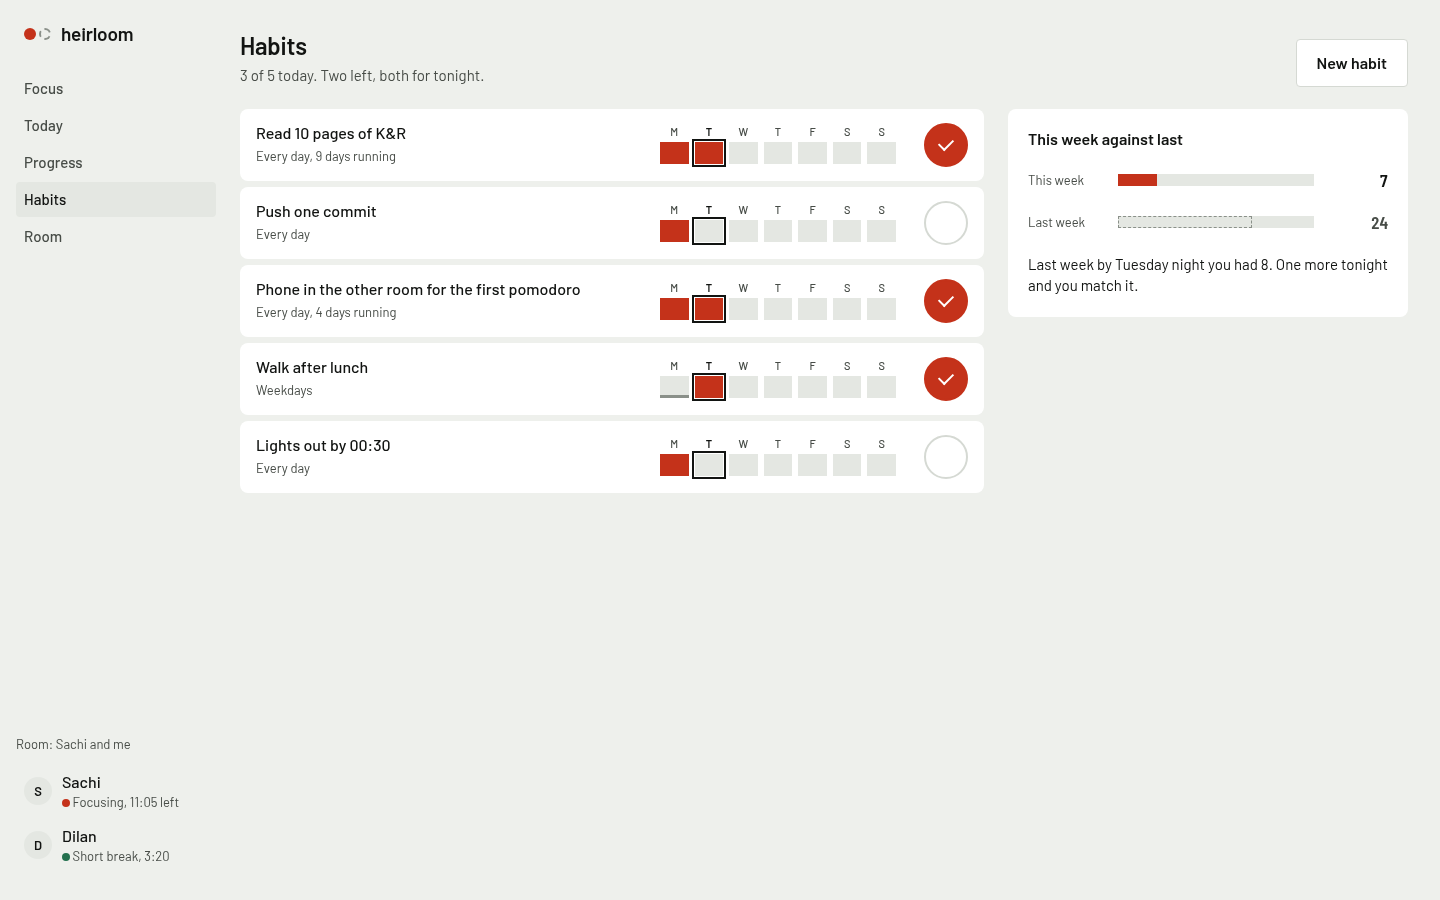 heirloom
Focus
Today
Progress
Habits
Room
Habits
3 of 5 today. Two left, both for tonight.
New habit
Read 10 pages of K&R
Every day, 9 days running
M T W T F S S
Push one commit
Every day
M T W T F S S
Phone in the other room for the first pomodoro
Every day, 4 days running
M T W T F S S
Walk after lunch
Weekdays
M T W T F S S
Lights out by 00:30
Every day
M T W T F S S
This week against last
This week 7
Last week 24
Last week by Tuesday night you had 8. One more tonight
and you match it.
Room: Sachi and me
S
Sachi
Focusing, 11:05 left
D
Dilan
Short break, 3:20